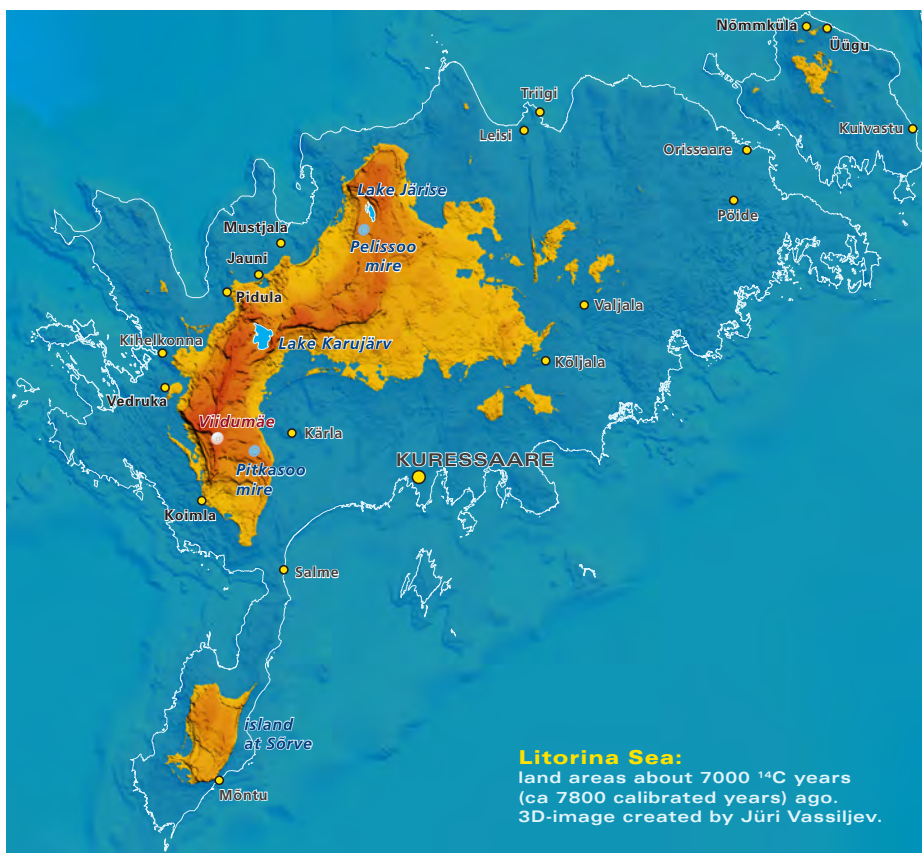 Nõmmküla
Üügu
Triigi
Leisi
Kuivastu
Orissaare
Lake Järise
Pöide
Mustjala
Pelissoo
mire
Jauni
Pidula
Valjala
Kihelkonna
Lake Karujärv
Kõljala
Vedruka
Viidumäe
Kärla
Pitkasoo
mire
KURESSAARE
Koimla
Salme
island
at Sõrve
Mõntu
Litorina Sea:
land areas about 7000 ¹⁴C years
(ca 7800 calibrated years) ago.
3D-image created by Jüri Vassiljev.